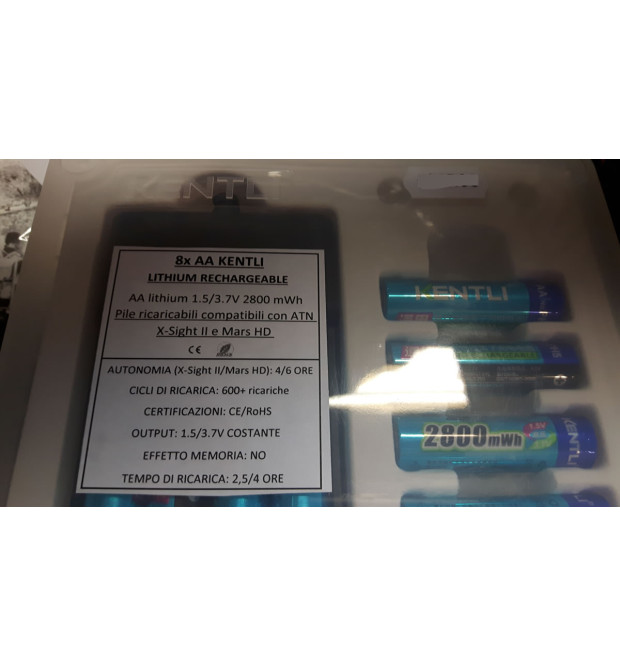 KENTLI
8x AA KENTLI
LITHIUM RECHARGEABLE
AA lithium 1.5/3.7V 2800 mWh
Pile ricaricabili compatibili con ATN
X-Sight II e Mars HD
CE
AUTONOMIA (X-Sight II/Mars HD): 4/6 ORE
CICLI DI RICARICA: 600+ ricariche
CERTIFICAZIONI: CE/RoHS
OUTPUT: 1.5/3.7V COSTANTE
EFFETTO MEMORIA: NO
TEMPO DI RICARICA: 2,5/4 ORE
KENTLI
2800mWh
1.5V
KENTLI